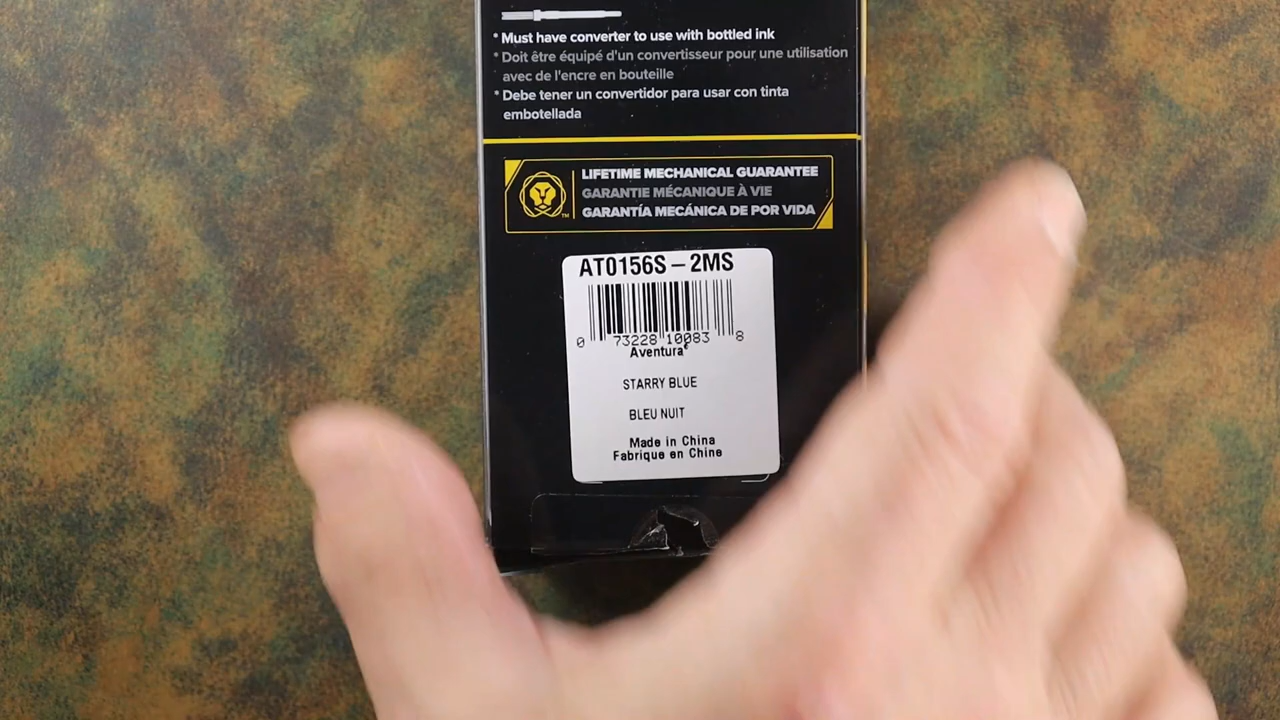 * Must have converter to use with bottled ink
* Doit être équipé d'un convertisseur pour une utilisation
avec de l'encre en bouteille
* Debe tener un convertidor para usar con tinta
embotellada
LIFETIME MECHANICAL GUARANTEE
GARANTIE MÉCANIQUE À VIE
GARANTÍA MECÁNICA DE POR VIDA
TM
AT0156S – 2MS
0 73228 10083 8
Aventura
STARRY BLUE
BLEU NUIT
Made in China
Fabrique en Chine